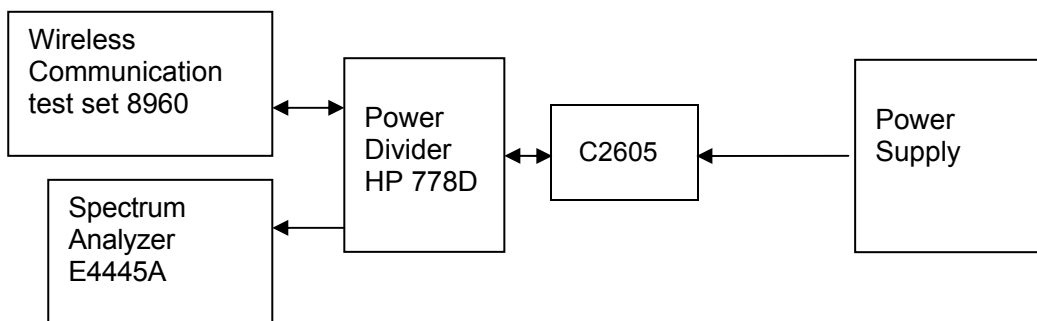 Wireless
Communication
test set 8960
Spectrum
Analyzer
E4445A
Power
Divider
HP 778D
C2605
Power
Supply